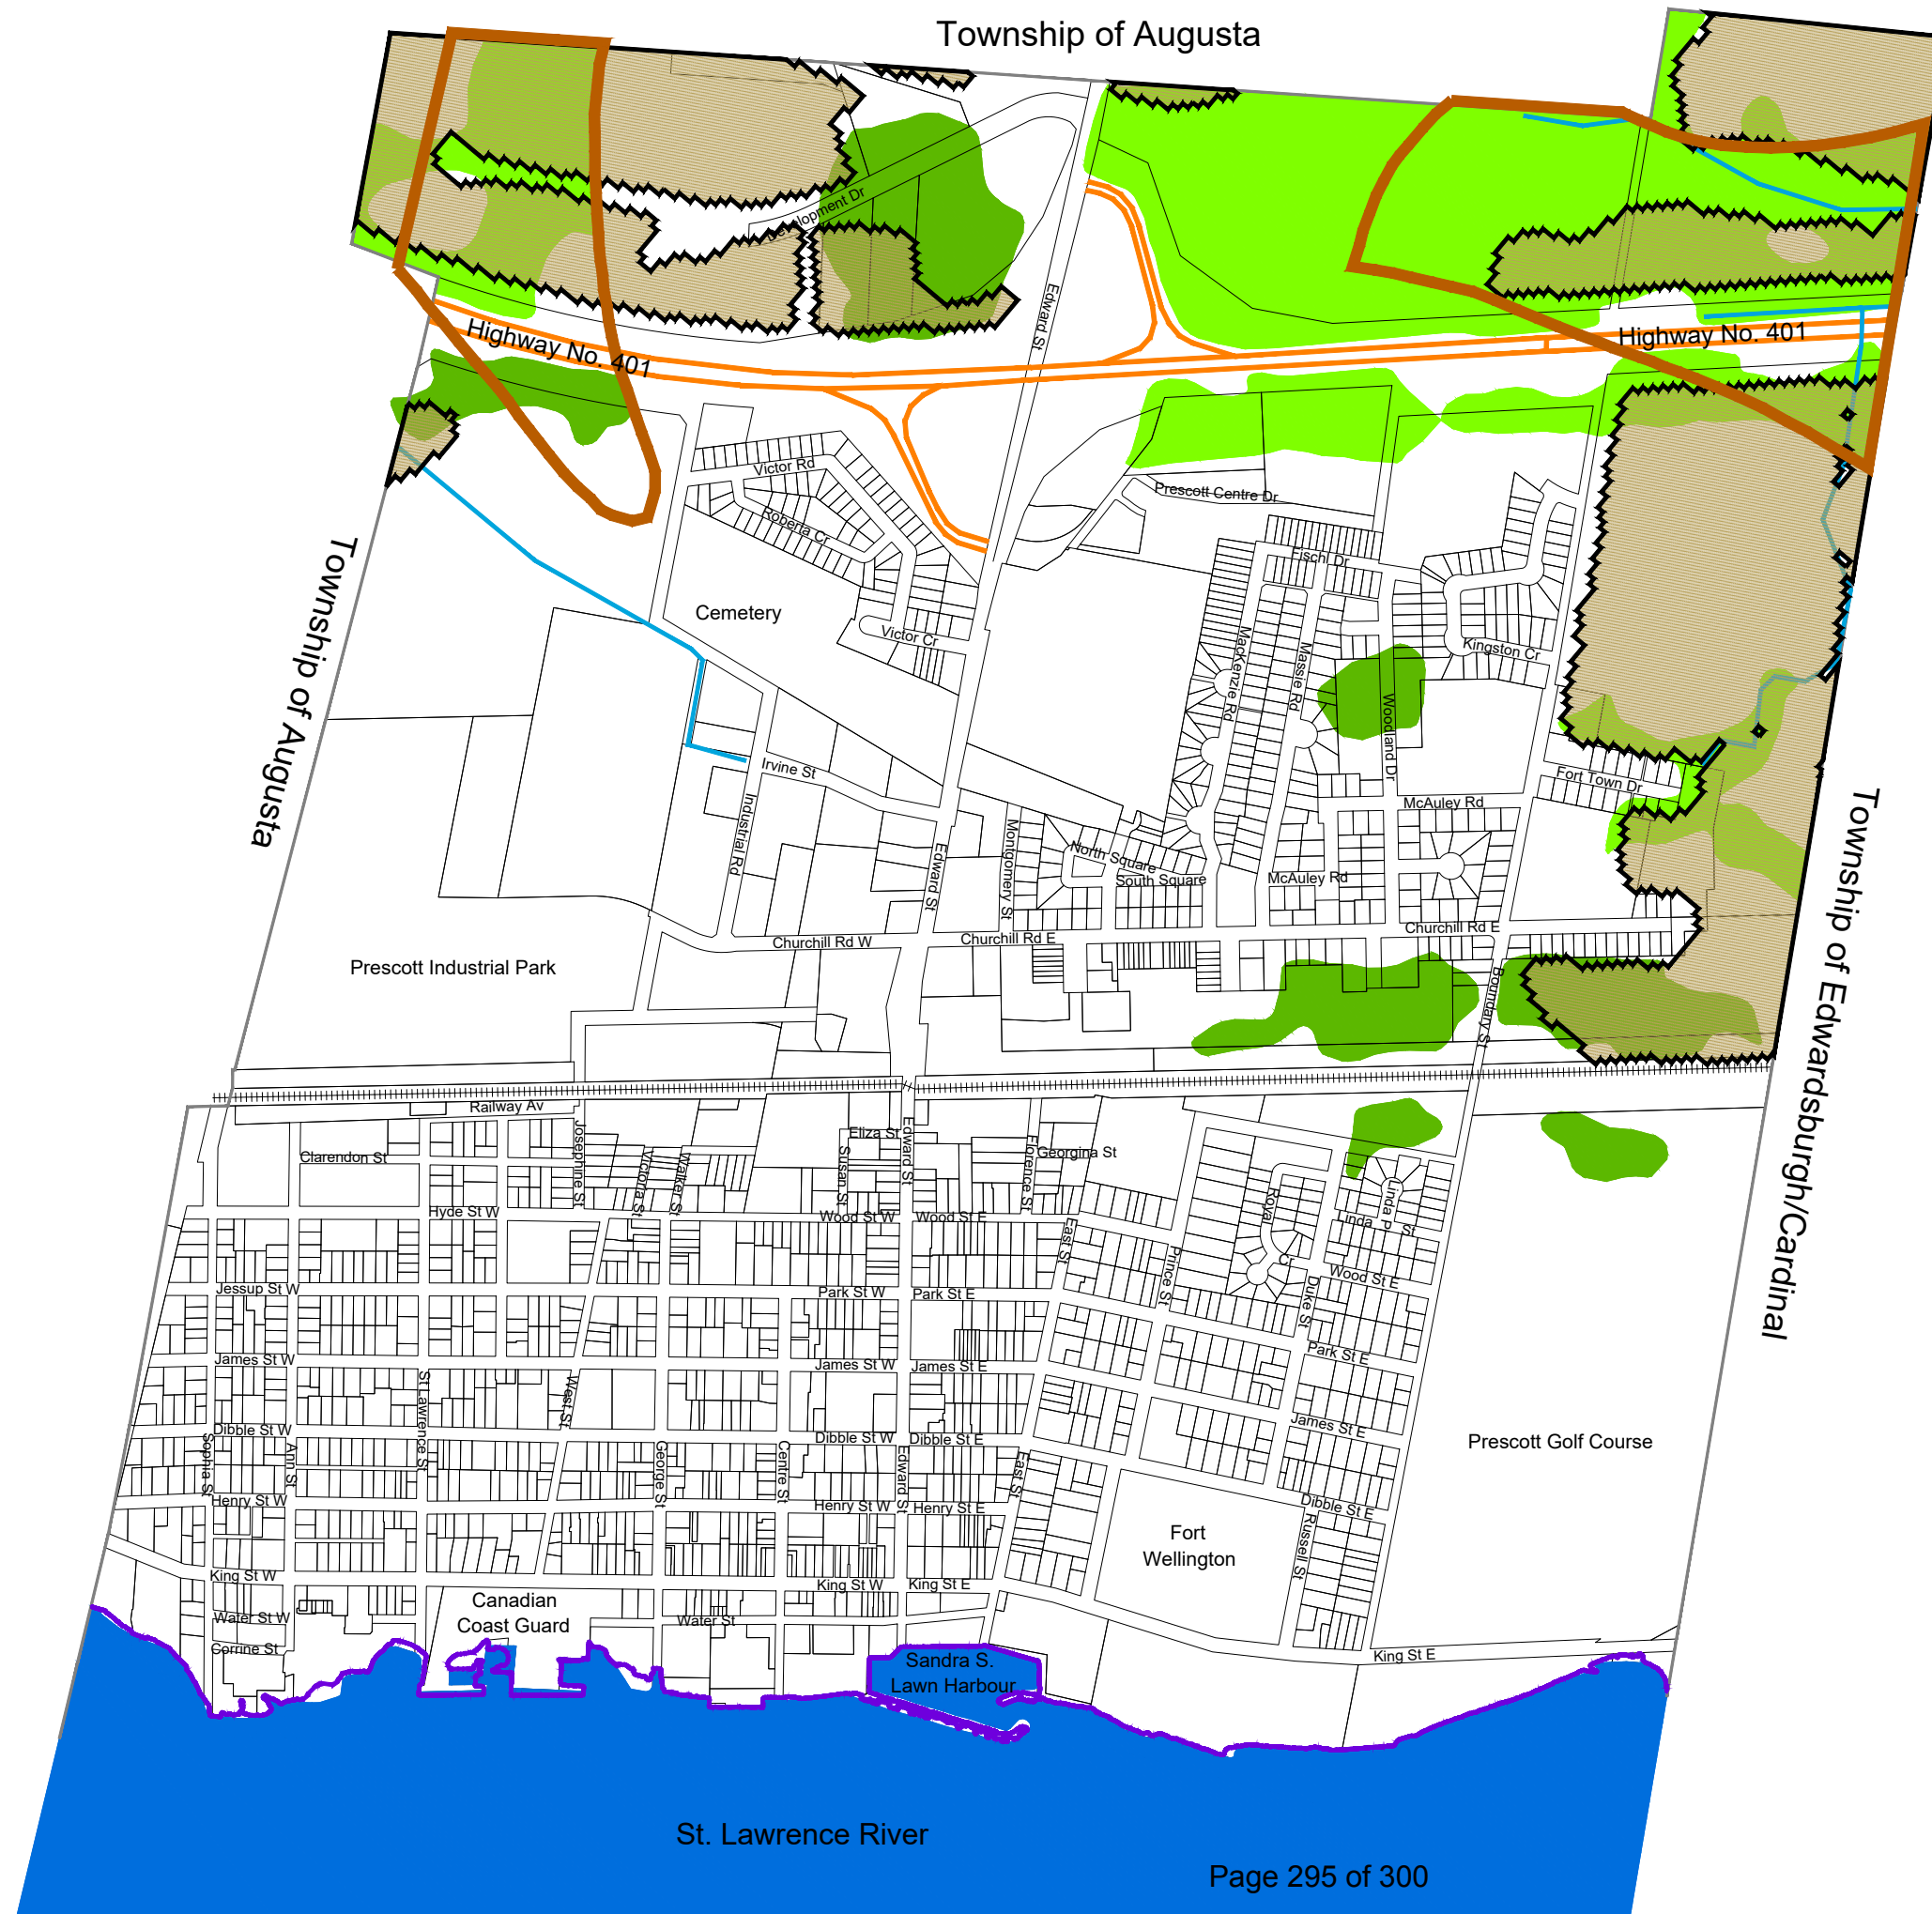 Township of Augusta
Development Dr
Edward St
Highway No. 401
Highway No. 401
Victor Rd
Prescott Centre Dr
Roberta Cr
Fischl Dr
Township of Augusta
Cemetery
Victor Cr
MacKenzie Rd
Massie Rd
Kingston Cr
Woodland Dr
Irvine St
Fort Town Dr
Industrial Rd
McAuley Rd
Montgomery St
North Square
Edward St
South Square
McAuley Rd
Township of Edwardsburgh/Cardinal
Churchill Rd W
Churchill Rd E
Churchill Rd E
Prescott Industrial Park
Boundary St
Railway Av
Josephine St
Eliza St
Edward St
Florence St
Georgina St
Clarendon St
Victoria St
Walker St
Susan St
Royal
Cr
Linda Pl
Linda St
Hyde St W
Wood St W
Wood St E
East St
Prince St
Wood St E
Duke St
Jessup St W
Park St W
Park St E
James St W
James St W
James St E
Park St E
St Lawrence St
West St
Dibble St W
Dibble St W
Dibble St E
James St E
Prescott Golf Course
Sophia St
Ann St
George St
Centre St
Edward St
East St
Henry St W
Henry St W
Henry St E
Dibble St E
Russell St
Fort
Wellington
King St W
King St W
King St E
Canadian
Coast Guard
Water St W
Water St
Corrine St
King St E
Sandra S.
Lawn Harbour
St. Lawrence River
Page 295 of 300